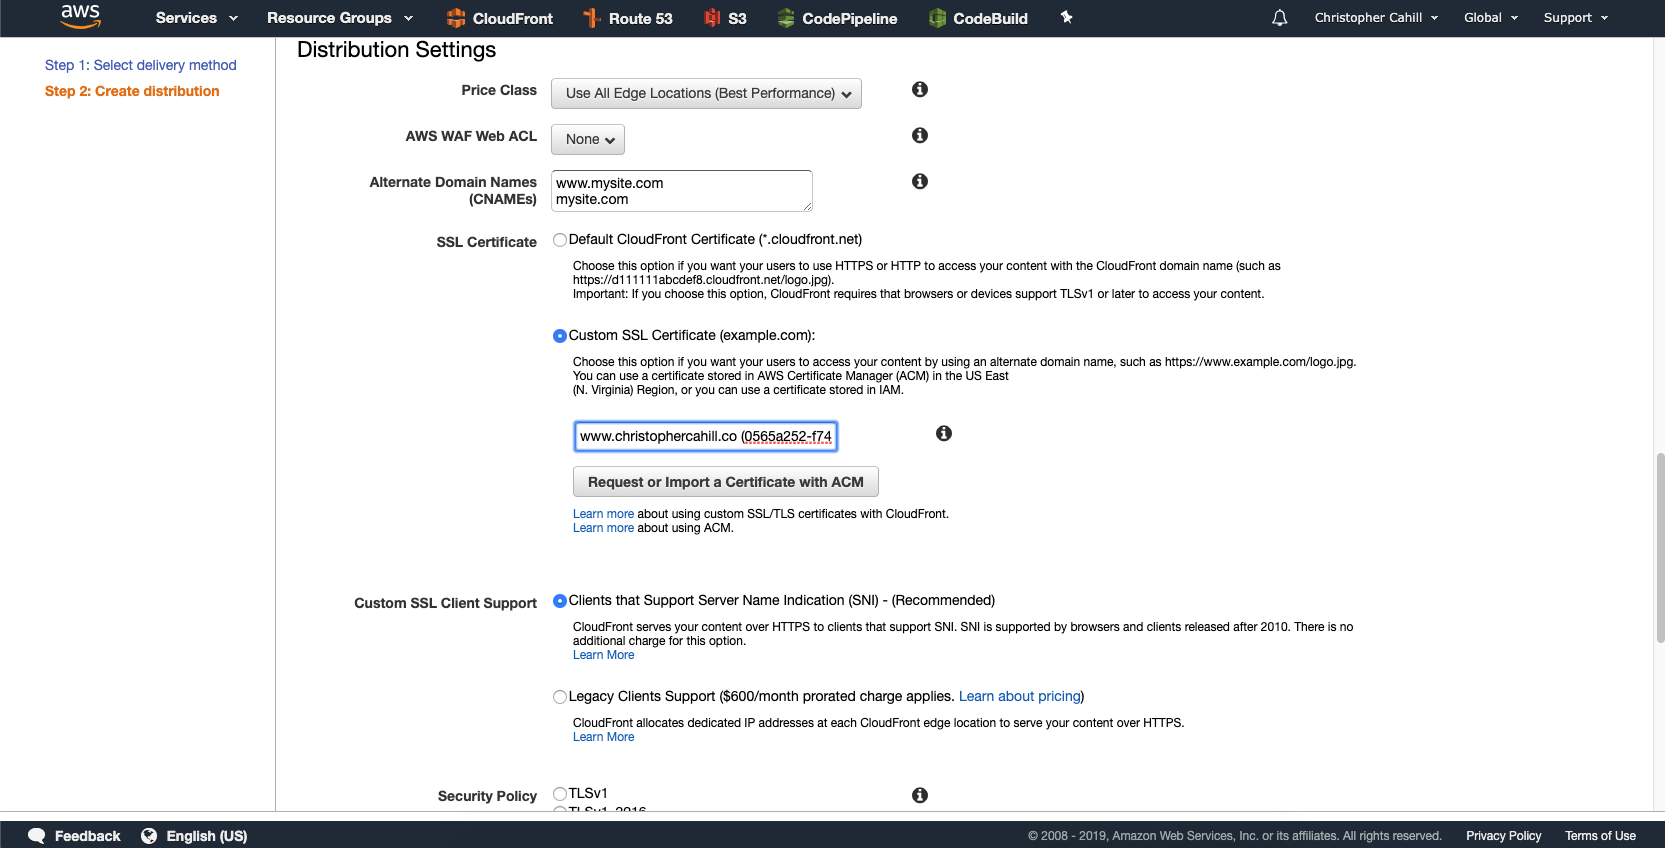 aws Services Resource Groups CloudFront Route 53 S3 CodePipeline CodeBuild Christopher Cahill Global Support
Step 1: Select delivery method
Step 2: Create distribution
Distribution Settings
Price Class Use All Edge Locations (Best Performance)
AWS WAF Web ACL None
Alternate Domain Names
(CNAMEs)
www.mysite.com
mysite.com
SSL Certificate Default CloudFront Certificate (*.cloudfront.net)
Choose this option if you want your users to use HTTPS or HTTP to access your content with the CloudFront domain name (such as
https://d111111abcdef8.cloudfront.net/logo.jpg).
Important: If you choose this option, CloudFront requires that browsers or devices support TLSv1 or later to access your content.
Custom SSL Certificate (example.com):
Choose this option if you want your users to access your content by using an alternate domain name, such as https://www.example.com/logo.jpg.
You can use a certificate stored in AWS Certificate Manager (ACM) in the US East
(N. Virginia) Region, or you can use a certificate stored in IAM.
www.christophercahill.co (0565a252-f74
Request or Import a Certificate with ACM
Learn more about using custom SSL/TLS certificates with CloudFront.
Learn more about using ACM.
Custom SSL Client Support Clients that Support Server Name Indication (SNI) - (Recommended)
CloudFront serves your content over HTTPS to clients that support SNI. SNI is supported by browsers and clients released after 2010. There is no
additional charge for this option.
Learn More
Legacy Clients Support ($600/month prorated charge applies. Learn about pricing)
CloudFront allocates dedicated IP addresses at each CloudFront edge location to serve your content over HTTPS.
Learn More
Security Policy TLSv1
TLSv1_2016
Feedback English (US) © 2008 - 2019, Amazon Web Services, Inc. or its affiliates. All rights reserved. Privacy Policy Terms of Use